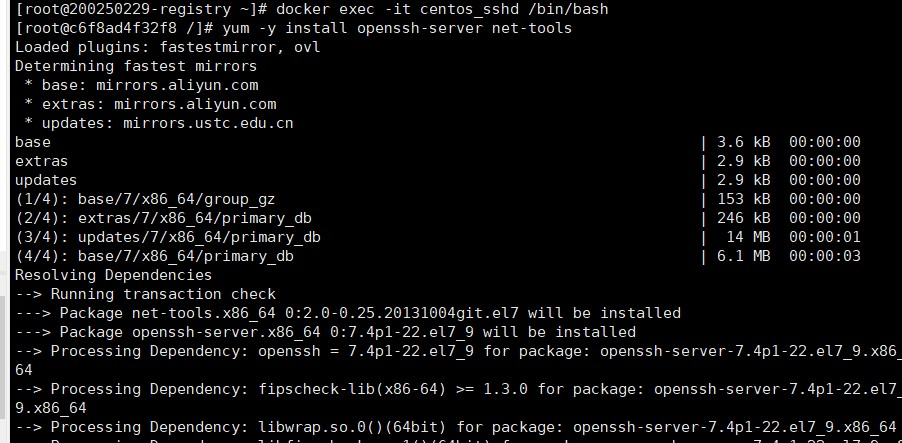 [root@200250229-registry ~]# docker exec -it centos_sshd /bin/bash
[root@c6f8ad4f32f8 /]# yum -y install openssh-server net-tools
Loaded plugins: fastestmirror, ovl
Determining fastest mirrors
 * base: mirrors.aliyun.com
 * extras: mirrors.aliyun.com
 * updates: mirrors.ustc.edu.cn
base | 3.6 kB 00:00:00
extras | 2.9 kB 00:00:00
updates | 2.9 kB 00:00:00
(1/4): base/7/x86_64/group_gz | 153 kB 00:00:00
(2/4): extras/7/x86_64/primary_db | 246 kB 00:00:00
(3/4): updates/7/x86_64/primary_db | 14 MB 00:00:01
(4/4): base/7/x86_64/primary_db | 6.1 MB 00:00:03
Resolving Dependencies
--> Running transaction check
---> Package net-tools.x86_64 0:2.0-0.25.20131004git.el7 will be installed
---> Package openssh-server.x86_64 0:7.4p1-22.el7_9 will be installed
--> Processing Dependency: openssh = 7.4p1-22.el7_9 for package: openssh-server-7.4p1-22.el7_9.x86_
64
--> Processing Dependency: fipscheck-lib(x86-64) >= 1.3.0 for package: openssh-server-7.4p1-22.el7_
9.x86_64
--> Processing Dependency: libwrap.so.0()(64bit) for package: openssh-server-7.4p1-22.el7_9.x86_64